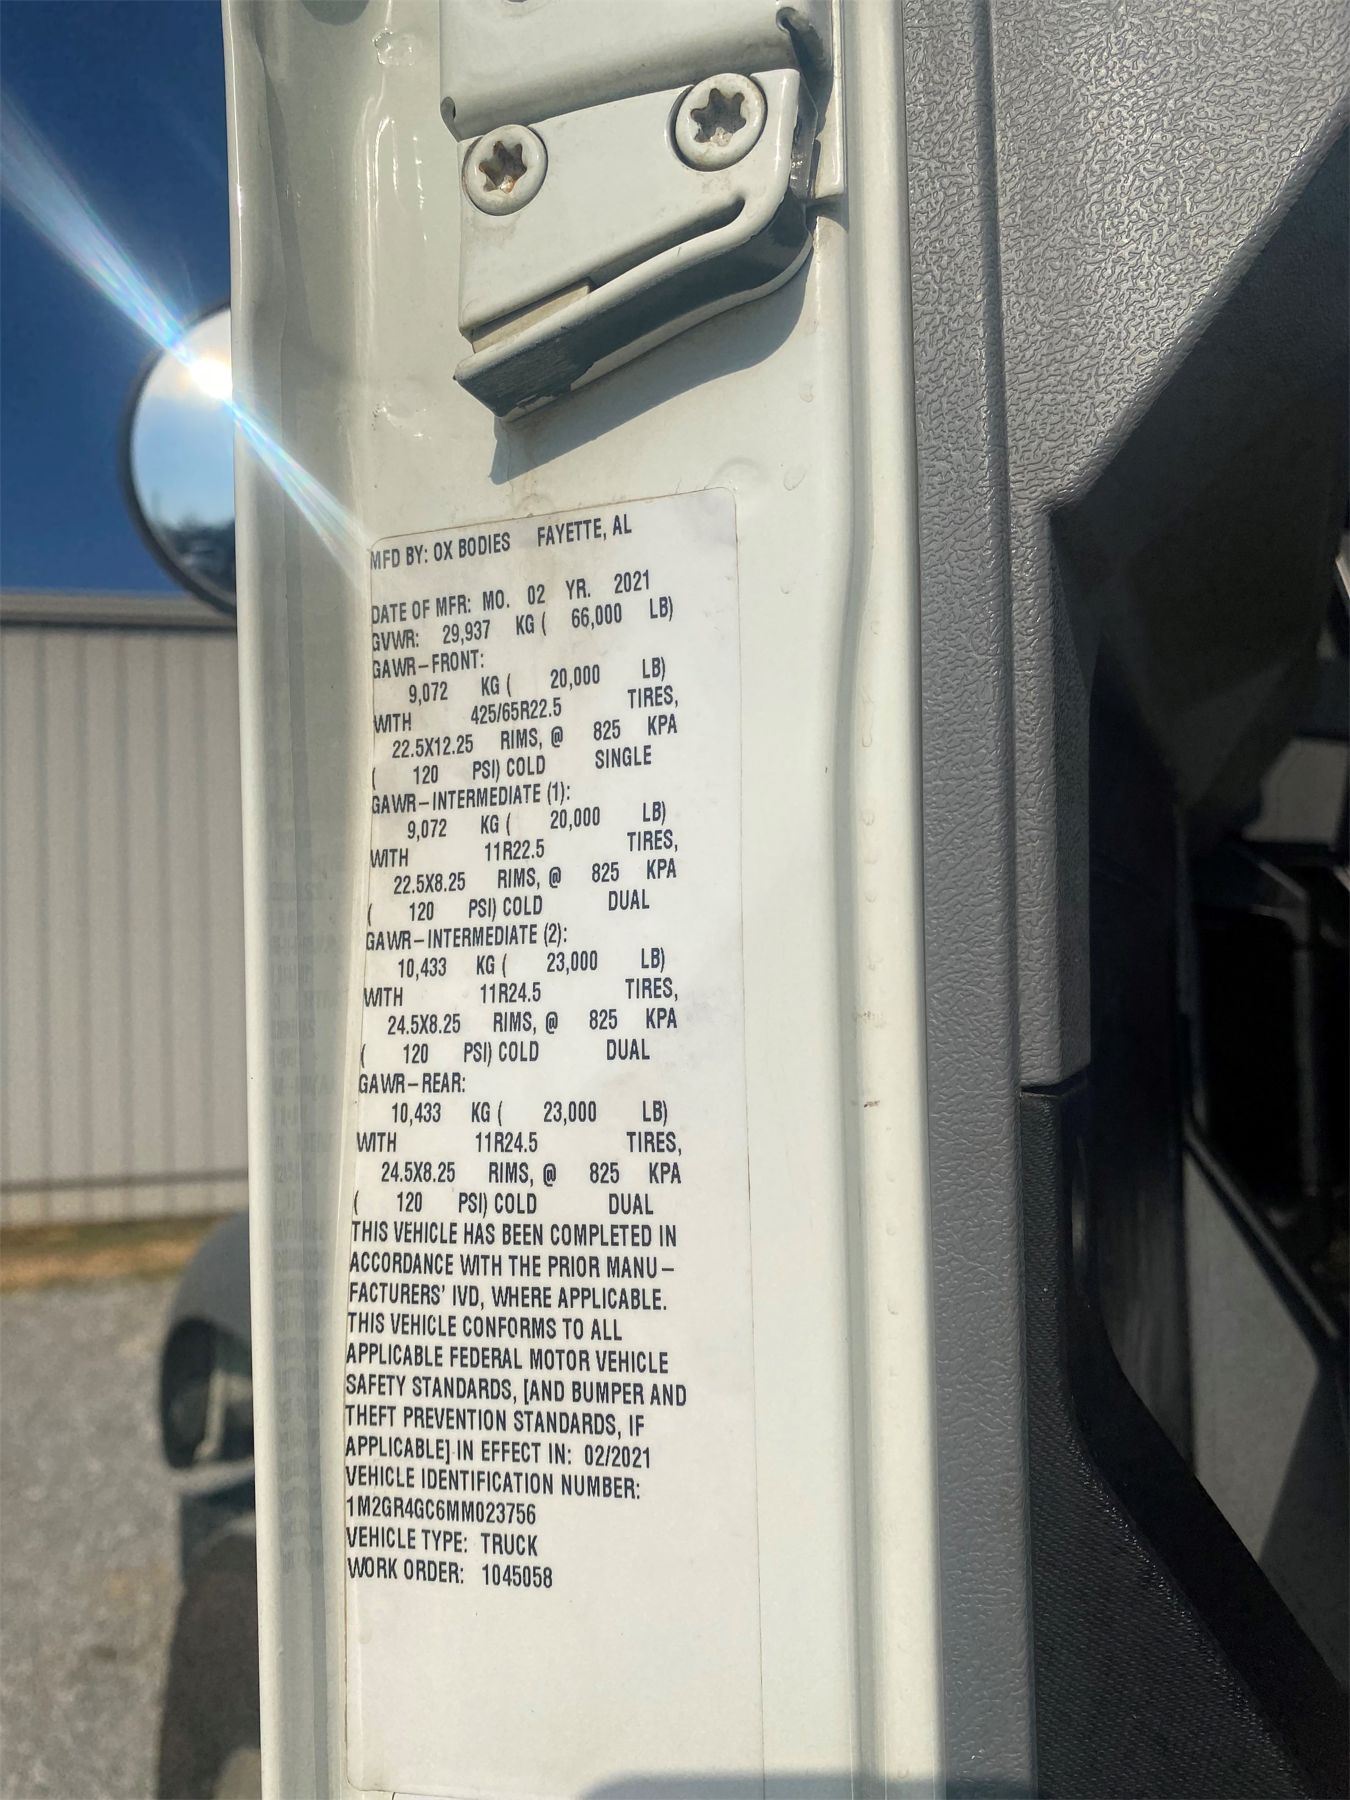 MFD BY: OX BODIES FAYETTE, AL
DATE OF MFR: MO. 02 YR. 2021
GVWR: 29,937 KG ( 66,000 LB)
GAWR-FRONT:
9,072 KG ( 20,000 LB)
WITH 425/65R22.5 TIRES,
22.5X12.25 RIMS, @ 825 KPA
( 120 PSI) COLD SINGLE
GAWR-INTERMEDIATE (1):
9,072 KG ( 20,000 LB)
WITH 11R22.5 TIRES,
22.5X8.25 RIMS, @ 825 KPA
( 120 PSI) COLD DUAL
GAWR-INTERMEDIATE (2):
10,433 KG ( 23,000 LB)
WITH 11R24.5 TIRES,
24.5X8.25 RIMS, @ 825 KPA
( 120 PSI) COLD DUAL
GAWR-REAR:
10,433 KG ( 23,000 LB)
WITH 11R24.5 TIRES,
24.5X8.25 RIMS, @ 825 KPA
( 120 PSI) COLD DUAL
THIS VEHICLE HAS BEEN COMPLETED IN
ACCORDANCE WITH THE PRIOR MANU-
FACTURERS' IVD, WHERE APPLICABLE.
THIS VEHICLE CONFORMS TO ALL
APPLICABLE FEDERAL MOTOR VEHICLE
SAFETY STANDARDS, [AND BUMPER AND
THEFT PREVENTION STANDARDS, IF
APPLICABLE] IN EFFECT IN: 02/2021
VEHICLE IDENTIFICATION NUMBER:
1M2GR4GC6MM023756
VEHICLE TYPE: TRUCK
WORK ORDER: 1045058